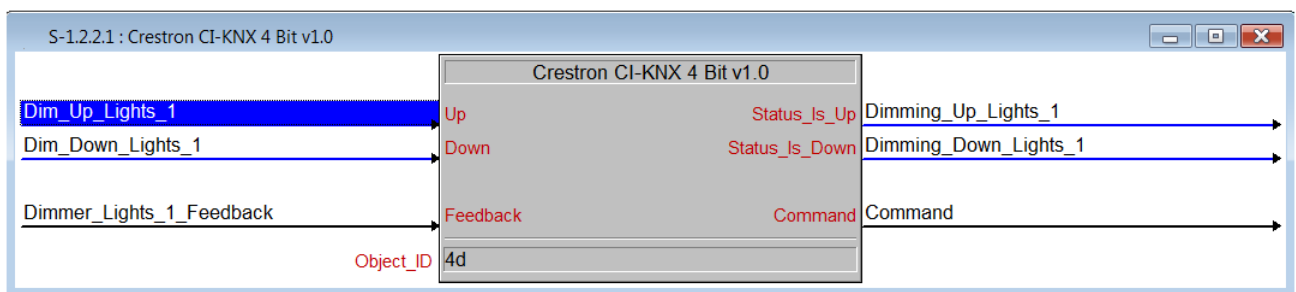 S-1.2.2.1 : Crestron CI-KNX 4 Bit v1.0
Crestron CI-KNX 4 Bit v1.0
Dim_Up_Lights_1 Up Status_Is_Up Dimming_Up_Lights_1
Dim_Down_Lights_1 Down Status_Is_Down Dimming_Down_Lights_1
Dimmer_Lights_1_Feedback Feedback Command Command
Object_ID 4d